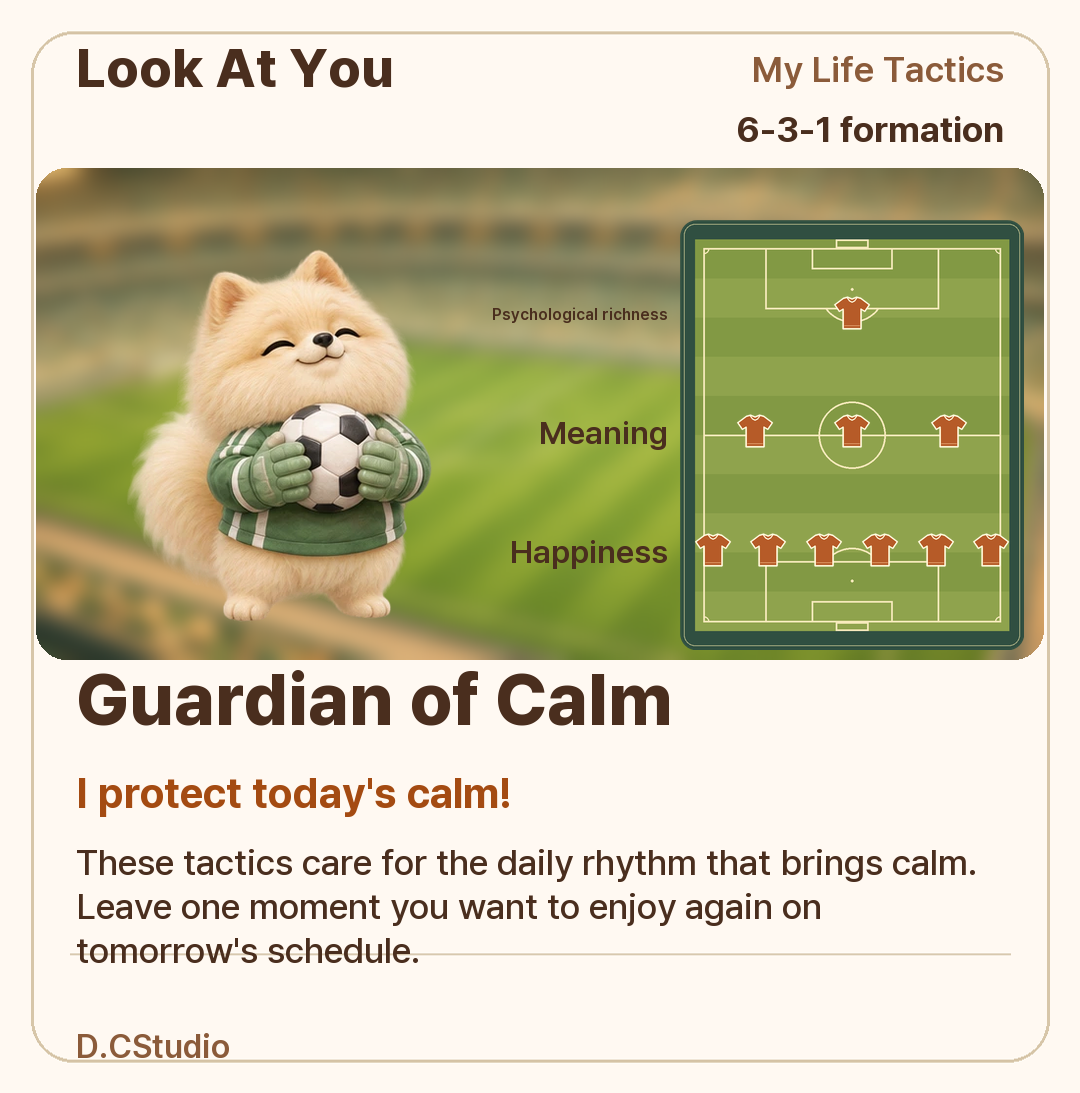 Look At You
My Life Tactics
6-3-1 formation
Psychological richness
Meaning
Happiness
Guardian of Calm
I protect today's calm!
These tactics care for the daily rhythm that brings calm.
Leave one moment you want to enjoy again on
tomorrow's schedule.
D.CStudio